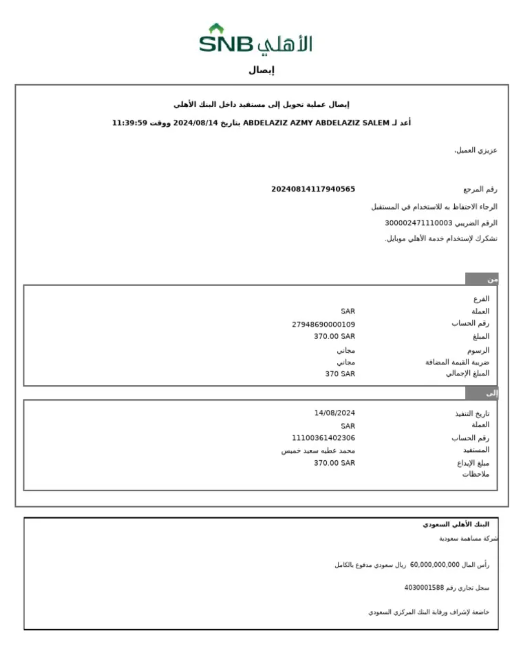 SNB الأهلي
إيصال
إيصال عملية تحويل إلى مستفيد داخل البنك الأهلي
أعد لـ ABDELAZIZ AZMY ABDELAZIZ SALEM بتاريخ 2024/08/14 ووقت 11:39:59
عزيزي العميل.
رقم المرجع 20240814117940565
الرجاء الاحتفاظ به للاستخدام في المستقبل
الرقم الضريبي 300002471110003
نشكرك لإستخدام خدمة الأهلي موبايل.
من
الفرع
العملة SAR
رقم الحساب 27948690000109
المبلغ 370.00 SAR
الرسوم مجاني
ضريبة القيمة المضافة مجاني
المبلغ الإجمالي 370 SAR
إلى
تاريخ التنفيذ 14/08/2024
العملة SAR
رقم الحساب 11100361402306
المستفيد محمد عطيه سعيد خميس
مبلغ الإيداع 370.00 SAR
ملاحظات
البنك الأهلي السعودي
شركة مساهمة سعودية
رأس المال 60,000,000,000 ريال سعودي مدفوع بالكامل
سجل تجاري رقم 4030001588
خاضعة لإشراف ورقابة البنك المركزي السعودي